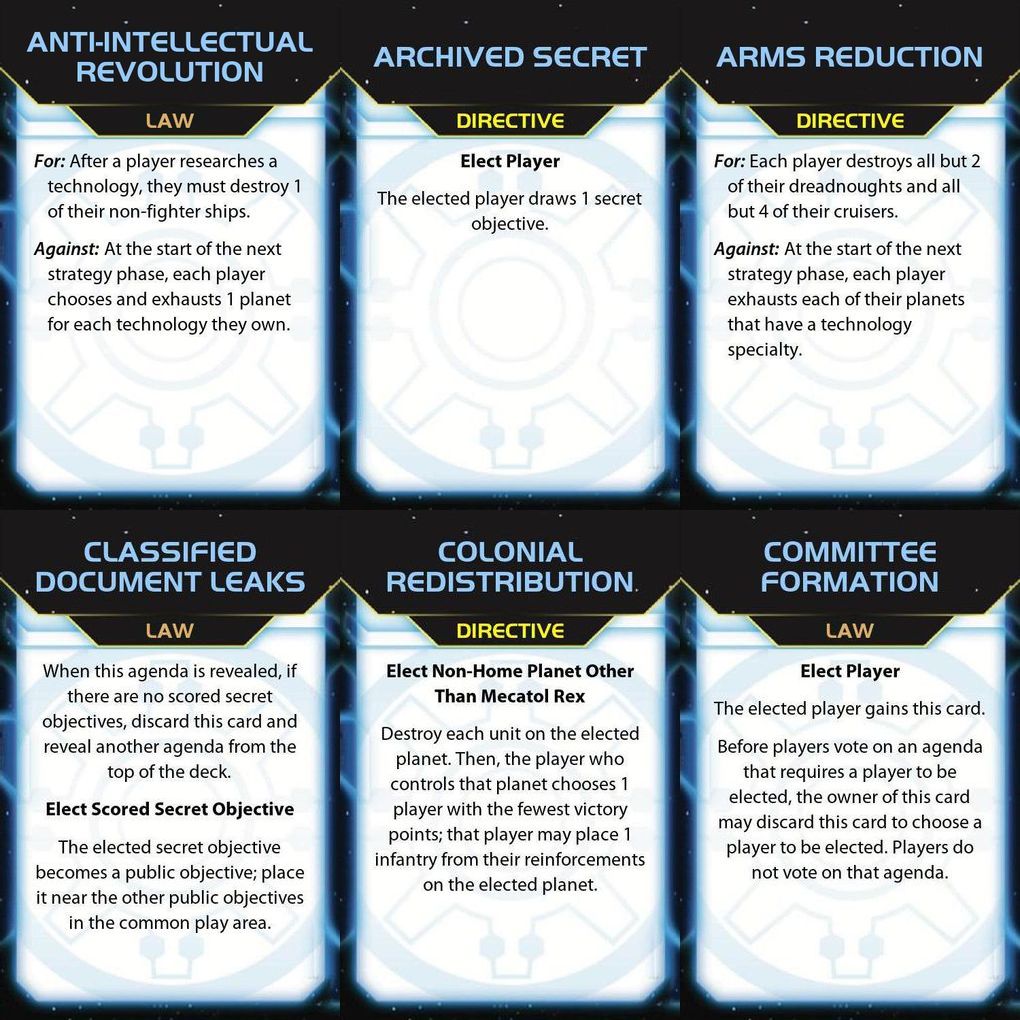 ANTI-INTELLECTUAL
REVOLUTION
LAW
For: After a player researches a
technology, they must destroy 1
of their non-fighter ships.
Against: At the start of the next
strategy phase, each player
chooses and exhausts 1 planet
for each technology they own.
ARCHIVED SECRET
DIRECTIVE
Elect Player
The elected player draws 1 secret
objective.
ARMS REDUCTION
DIRECTIVE
For: Each player destroys all but 2
of their dreadnoughts and all
but 4 of their cruisers.
Against: At the start of the next
strategy phase, each player
exhausts each of their planets
that have a technology
specialty.
CLASSIFIED
DOCUMENT LEAKS
LAW
When this agenda is revealed, if
there are no scored secret
objectives, discard this card and
reveal another agenda from the
top of the deck.
Elect Scored Secret Objective
The elected secret objective
becomes a public objective; place
it near the other public objectives
in the common play area.
COLONIAL
REDISTRIBUTION
DIRECTIVE
Elect Non-Home Planet Other
Than Mecatol Rex
Destroy each unit on the elected
planet. Then, the player who
controls that planet chooses 1
player with the fewest victory
points; that player may place 1
infantry from their reinforcements
on the elected planet.
COMMITTEE
FORMATION
LAW
Elect Player
The elected player gains this card.
Before players vote on an agenda
that requires a player to be
elected, the owner of this card
may discard this card to choose a
player to be elected. Players do
not vote on that agenda.